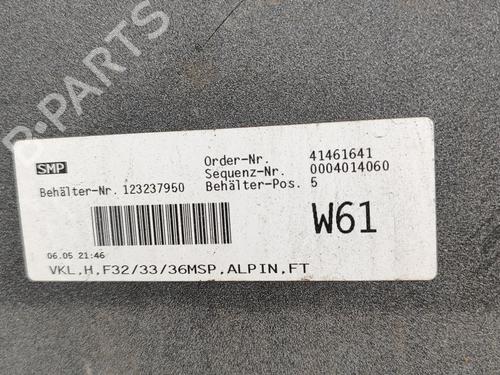 B-PARTS
SMP
Order-Nr. 41461641
Sequenz-Nr. 0004014060
Behälter-Nr. 123237950 Behälter-Pos. 5
W61
06.05 21:46
VKL,H,F32/33/36MSP,ALPIN,FT